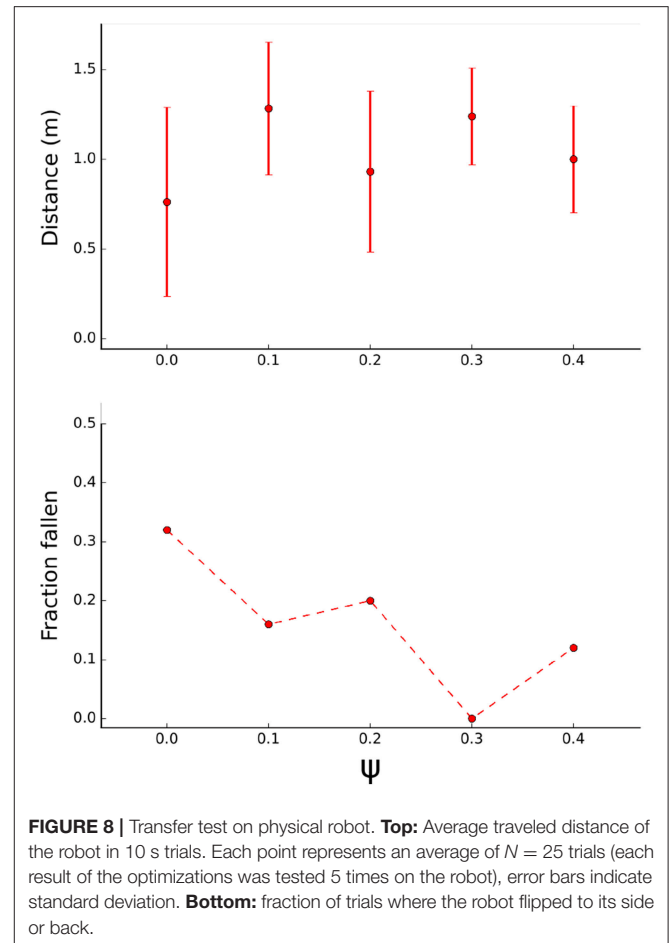 Distance (m)
1.5
1.0
0.5
0.0
0.0 0.1 0.2 0.3 0.4
Fraction fallen
0.5
0.4
0.3
0.2
0.1
0.0
0.0 0.1 0.2 0.3 0.4
ψ
FIGURE 8 | Transfer test on physical robot. Top: Average traveled distance of
the robot in 10 s trials. Each point represents an average of N = 25 trials (each
result of the optimizations was tested 5 times on the robot), error bars indicate
standard deviation. Bottom: fraction of trials where the robot flipped to its side
or back.